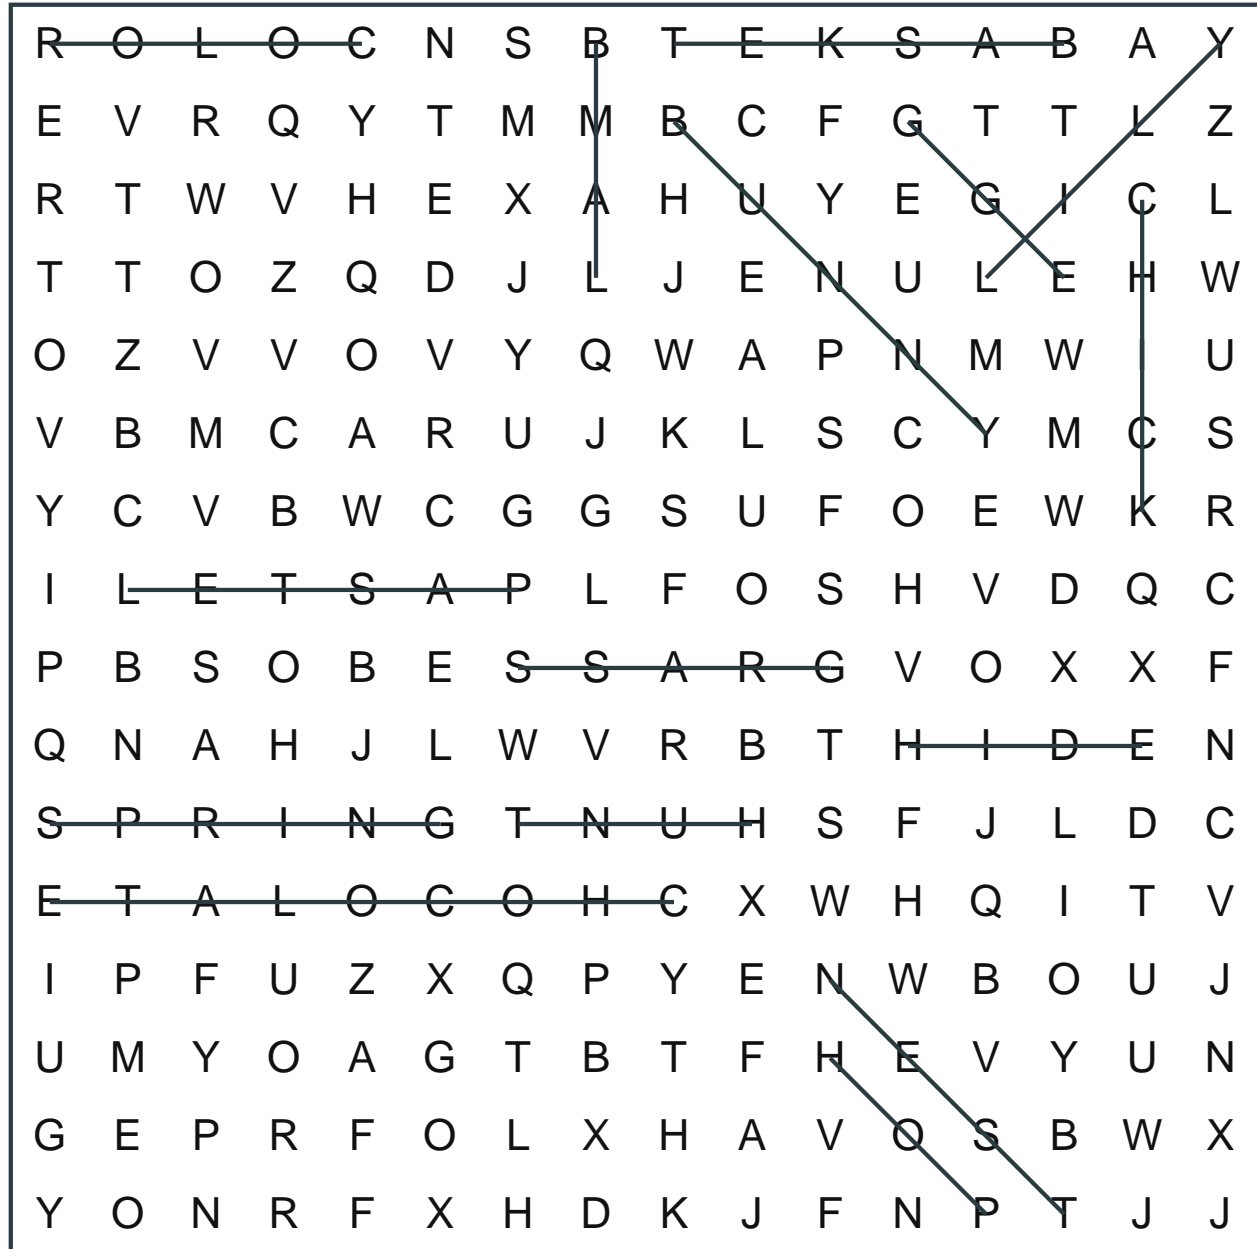 R O L O C N S B T E K S A B A Y
E V R Q Y T M M B C F G T T L Z
R T W V H E X A H U Y E G I C L
T T O Z Q D J L J E N U L E H W
O Z V V O V Y Q W A P N M W I U
V B M C A R U J K L S C Y M C S
Y C V B W C G G S U F O E W K R
I L E T S A P L F O S H V D Q C
P B S O B E S S A R G V O X X F
Q N A H J L W V R B T H I D E N
S P R I N G T N U H S F J L D C
E T A L O C O H C X W H Q I T V
I P F U Z X Q P Y E N W B O U J
U M Y O A G T B T F H E V Y U N
G E P R F O L X H A V O S B W X
Y O N R F X H D K J F N P T J J